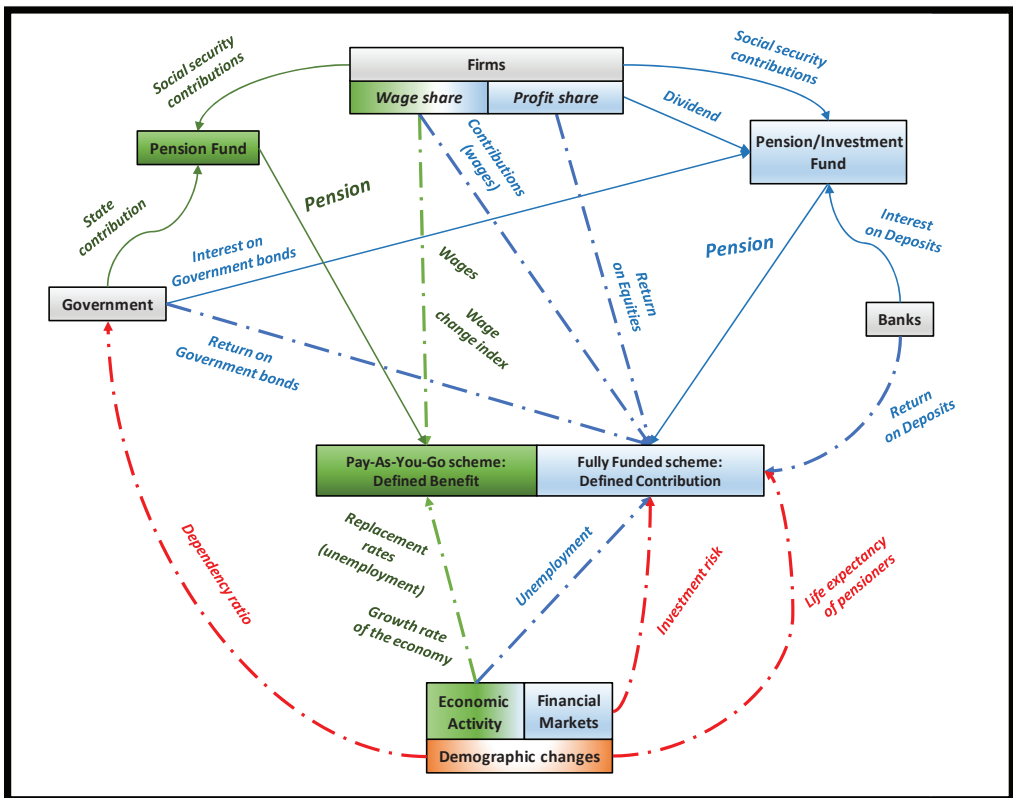 Social security
contributions
Firms
Wage share
Profit share
Social security
contributions
Dividend
Pension Fund
Pension/Investment
Fund
Contributions
(wages)
State
contribution
Pension
Interest on
Government bonds
Wages
Pension
Interest
on Deposits
Government
Banks
Return on
Government bonds
Wage
change index
Return
on Equities
Return
on Deposits
Pay-As-You-Go scheme:
Defined Benefit
Fully Funded scheme:
Defined Contribution
Dependency ratio
Replacement
rates
(unemployment)
Growth rate
of the economy
Unemployment
Investment risk
Life expectancy
of pensioners
Economic
Activity
Financial
Markets
Demographic changes